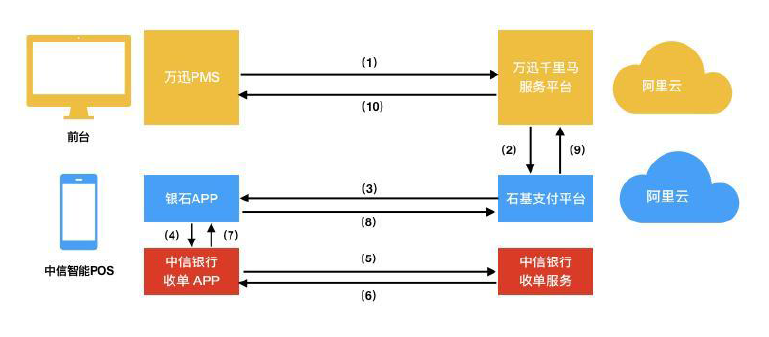 万迅PMS
(1)
万迅千里马
服务平台
阿里云
(10)
前台
(2)
(9)
银石APP
(3)
石基支付平台
阿里云
(8)
(4)
(7)
中信智能POS
中信银行
收单 APP
(5)
中信银行
收单服务
(6)